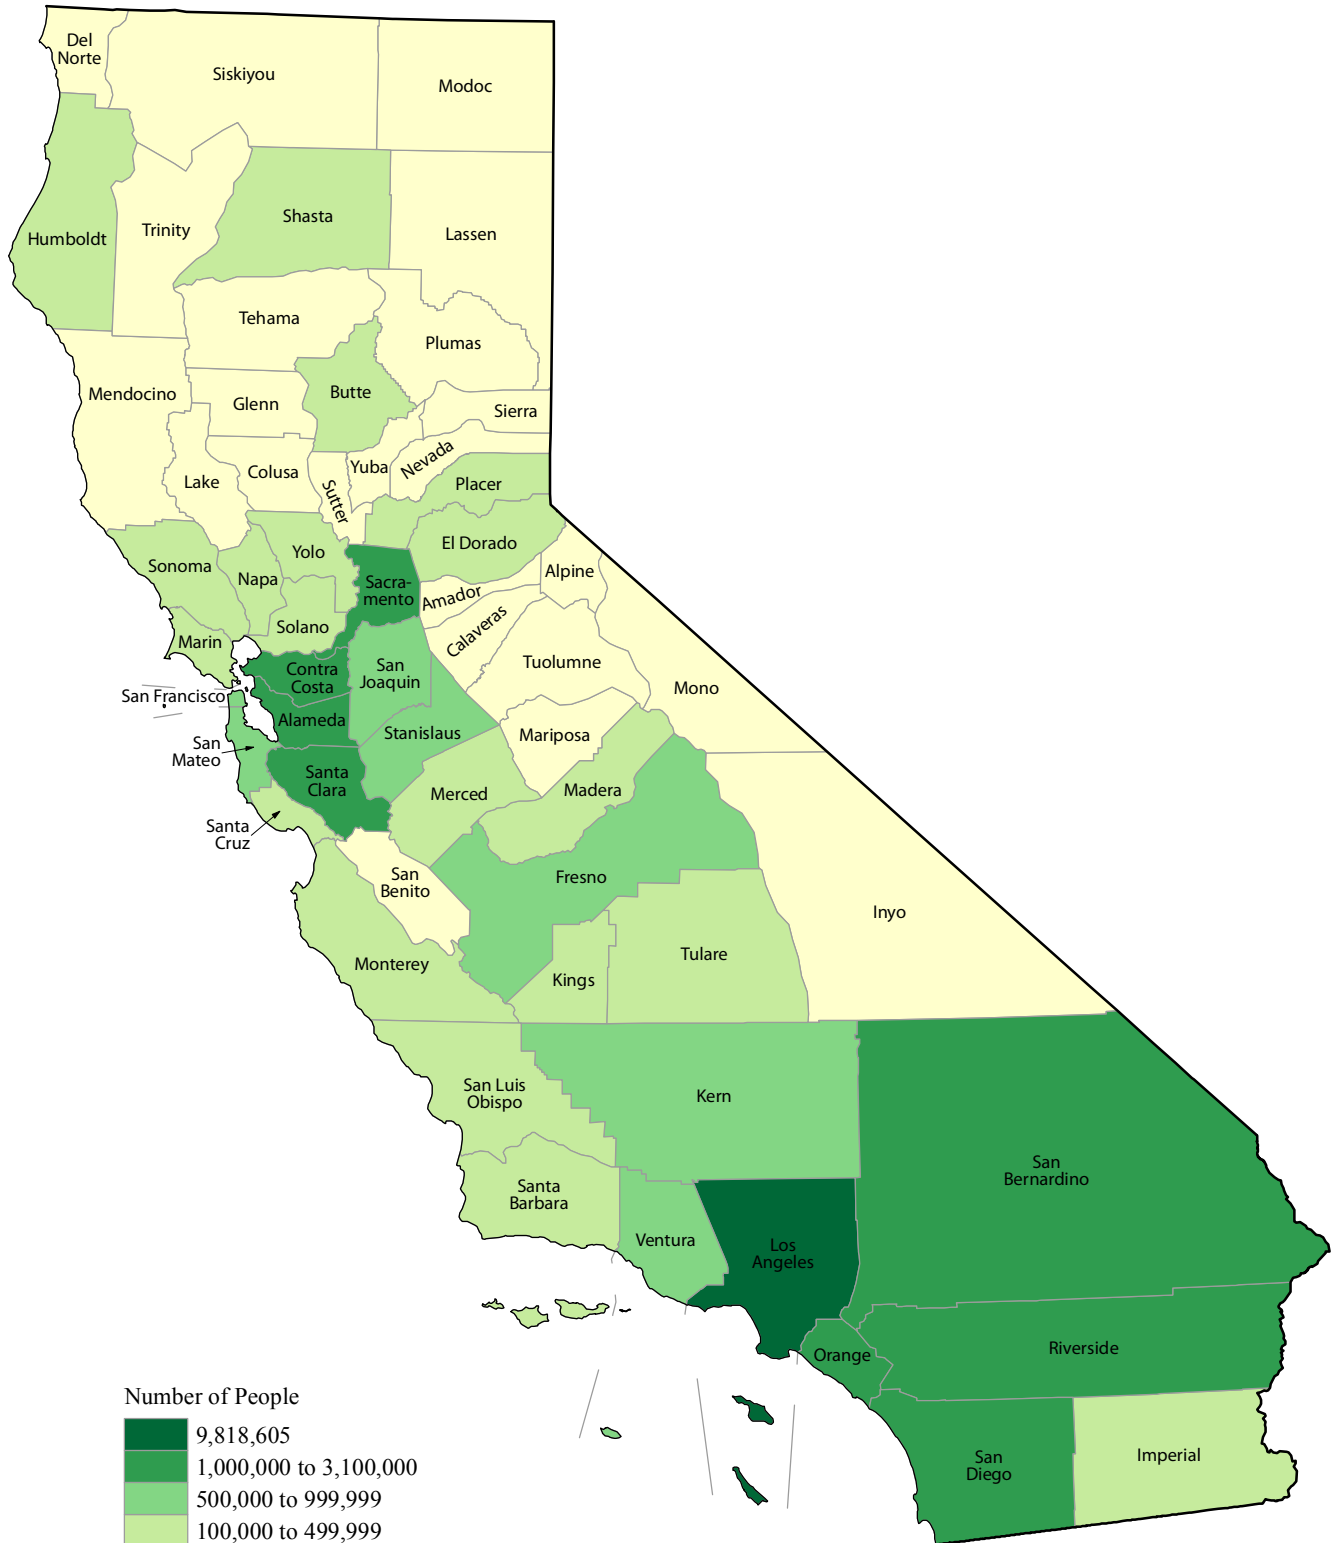 Del
Norte
Siskiyou
Modoc
Humboldt
Trinity
Shasta
Lassen
Tehama
Plumas
Mendocino
Glenn
Butte
Sierra
Lake
Colusa
Sutter
Yuba
Nevada
Placer
El Dorado
Sonoma
Napa
Yolo
Sacra-
mento
Amador
Alpine
Marin
Solano
Calaveras
Contra
Costa
San
Joaquin
Tuolumne
Mono
San Francisco
Alameda
Stanislaus
Mariposa
San
Mateo
Santa
Clara
Merced
Madera
Santa
Cruz
San
Benito
Fresno
Inyo
Monterey
Kings
Tulare
San Luis
Obispo
Kern
San
Bernardino
Santa
Barbara
Ventura
Los
Angeles
Orange
Riverside
San
Diego
Imperial
Number of People
9,818,605
1,000,000 to 3,100,000
500,000 to 999,999
100,000 to 499,999